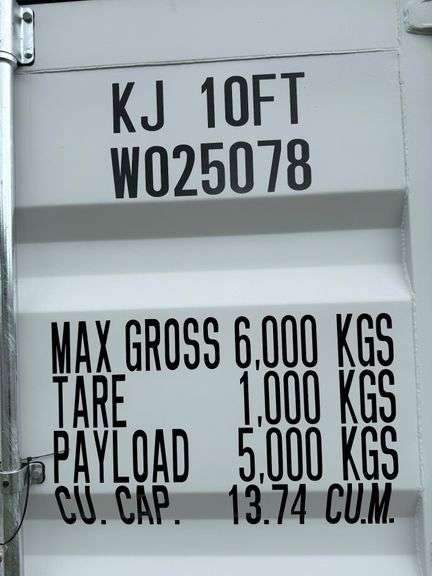 KJ 10FT
W025078
MAX GROSS 6,000 KGS
TARE 1,000 KGS
PAYLOAD 5,000 KGS
CU. CAP. 13.74 CU.M.